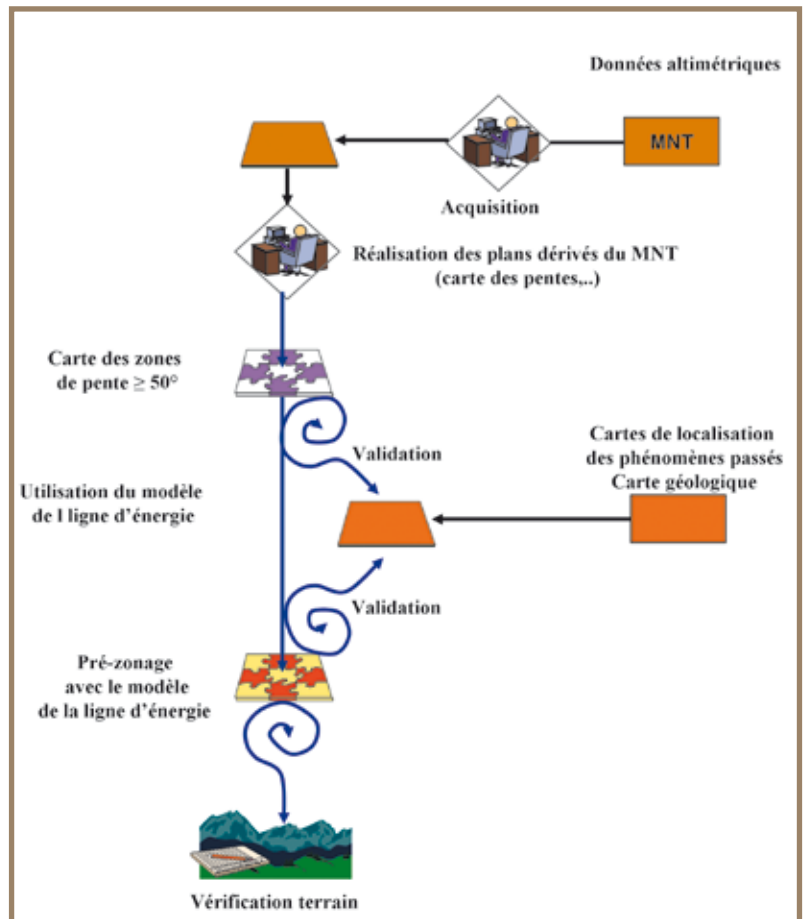 Données altimétriques
MNT
Acquisition
Réalisation des plans dérivés du MNT
(carte des pentes,..)
Carte des zones
de pente ≥ 50°
Validation
Cartes de localisation
des phénomènes passés
Carte géologique
Utilisation du modèle
de l ligne d'énergie
Validation
Pré-zonage
avec le modèle
de la ligne d'énergie
Vérification terrain